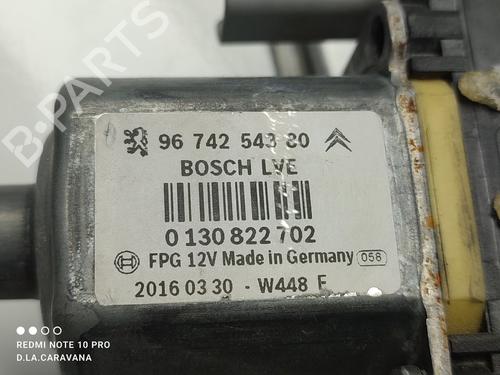 96 742 543 80
BOSCH LVE
0 130 822 702
FPG 12V Made in Germany 058
2016 03 30 - W448 F
B-PARTS
REDMI NOTE 10 PRO
D.LA.CARAVANA